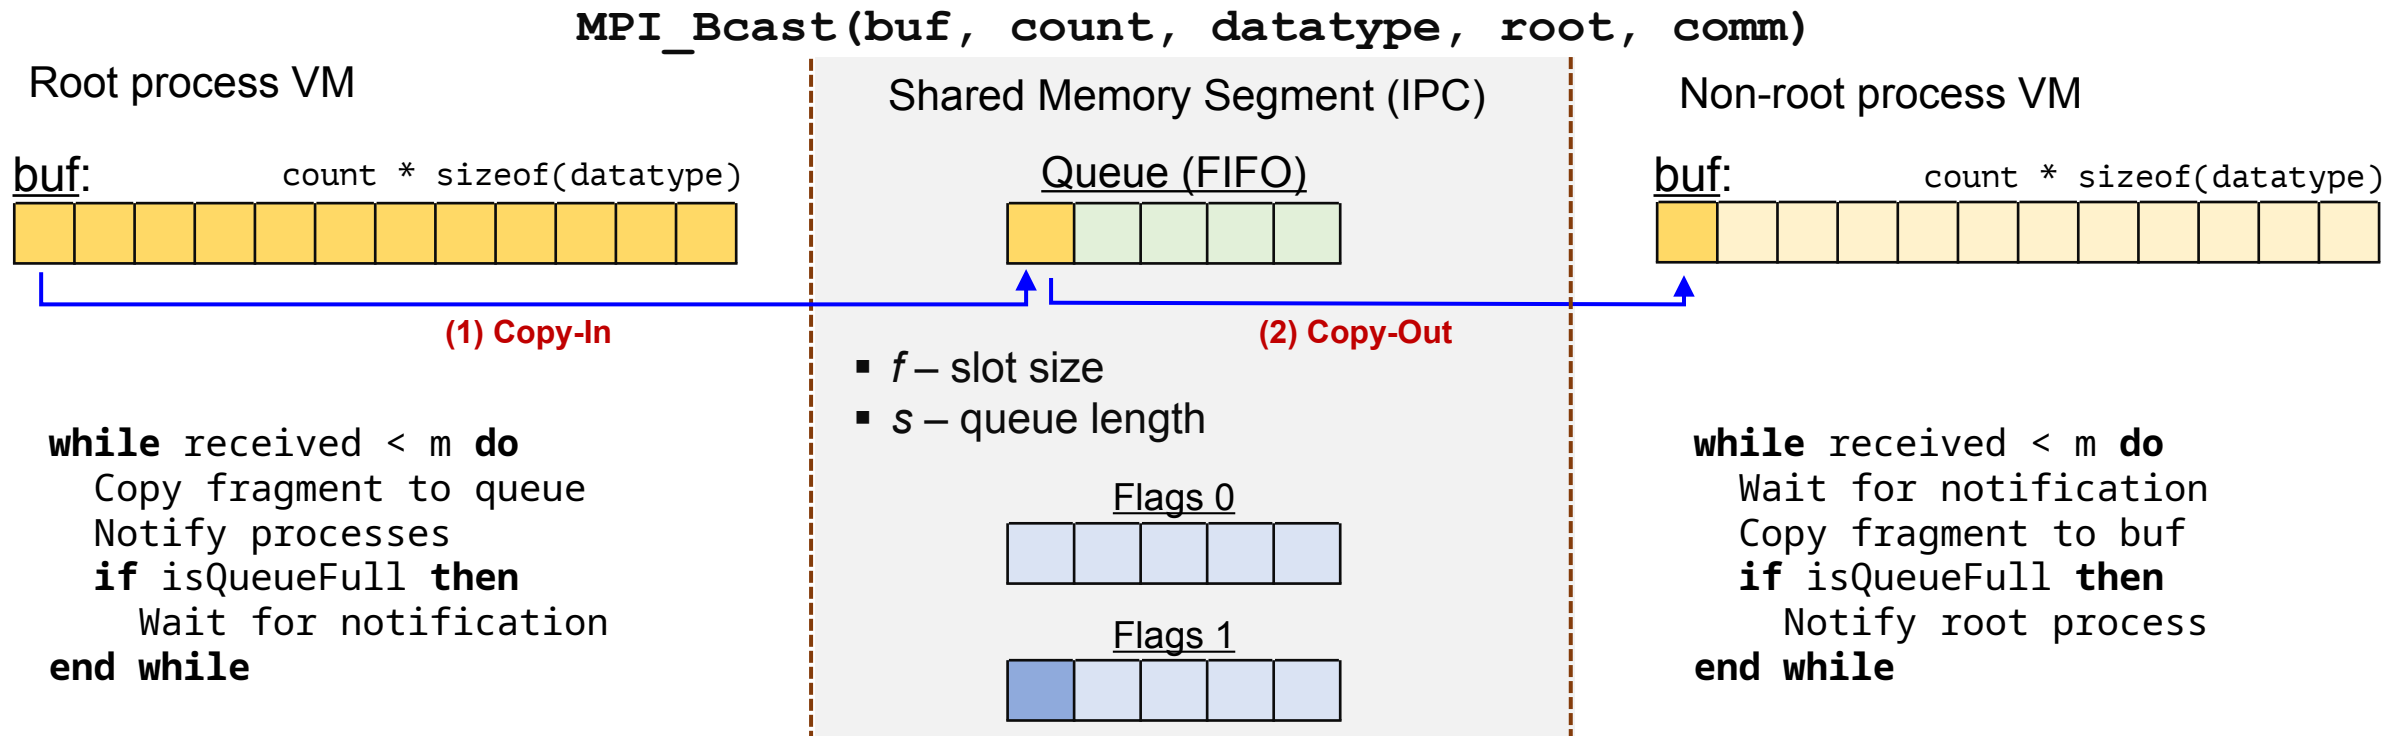 MPI_Bcast(buf, count, datatype, root, comm)
Root process VM
buf:
count * sizeof(datatype)
(1) Copy-In
while received < m do
Copy fragment to queue
Notify processes
if isQueueFull then
Wait for notification
end while
Shared Memory Segment (IPC)
Queue (FIFO)
(2) Copy-Out
▪ f – slot size
▪ s – queue length
Flags 0
Flags 1
Non-root process VM
buf:
count * sizeof(datatype)
while received < m do
Wait for notification
Copy fragment to buf
if isQueueFull then
Notify root process
end while